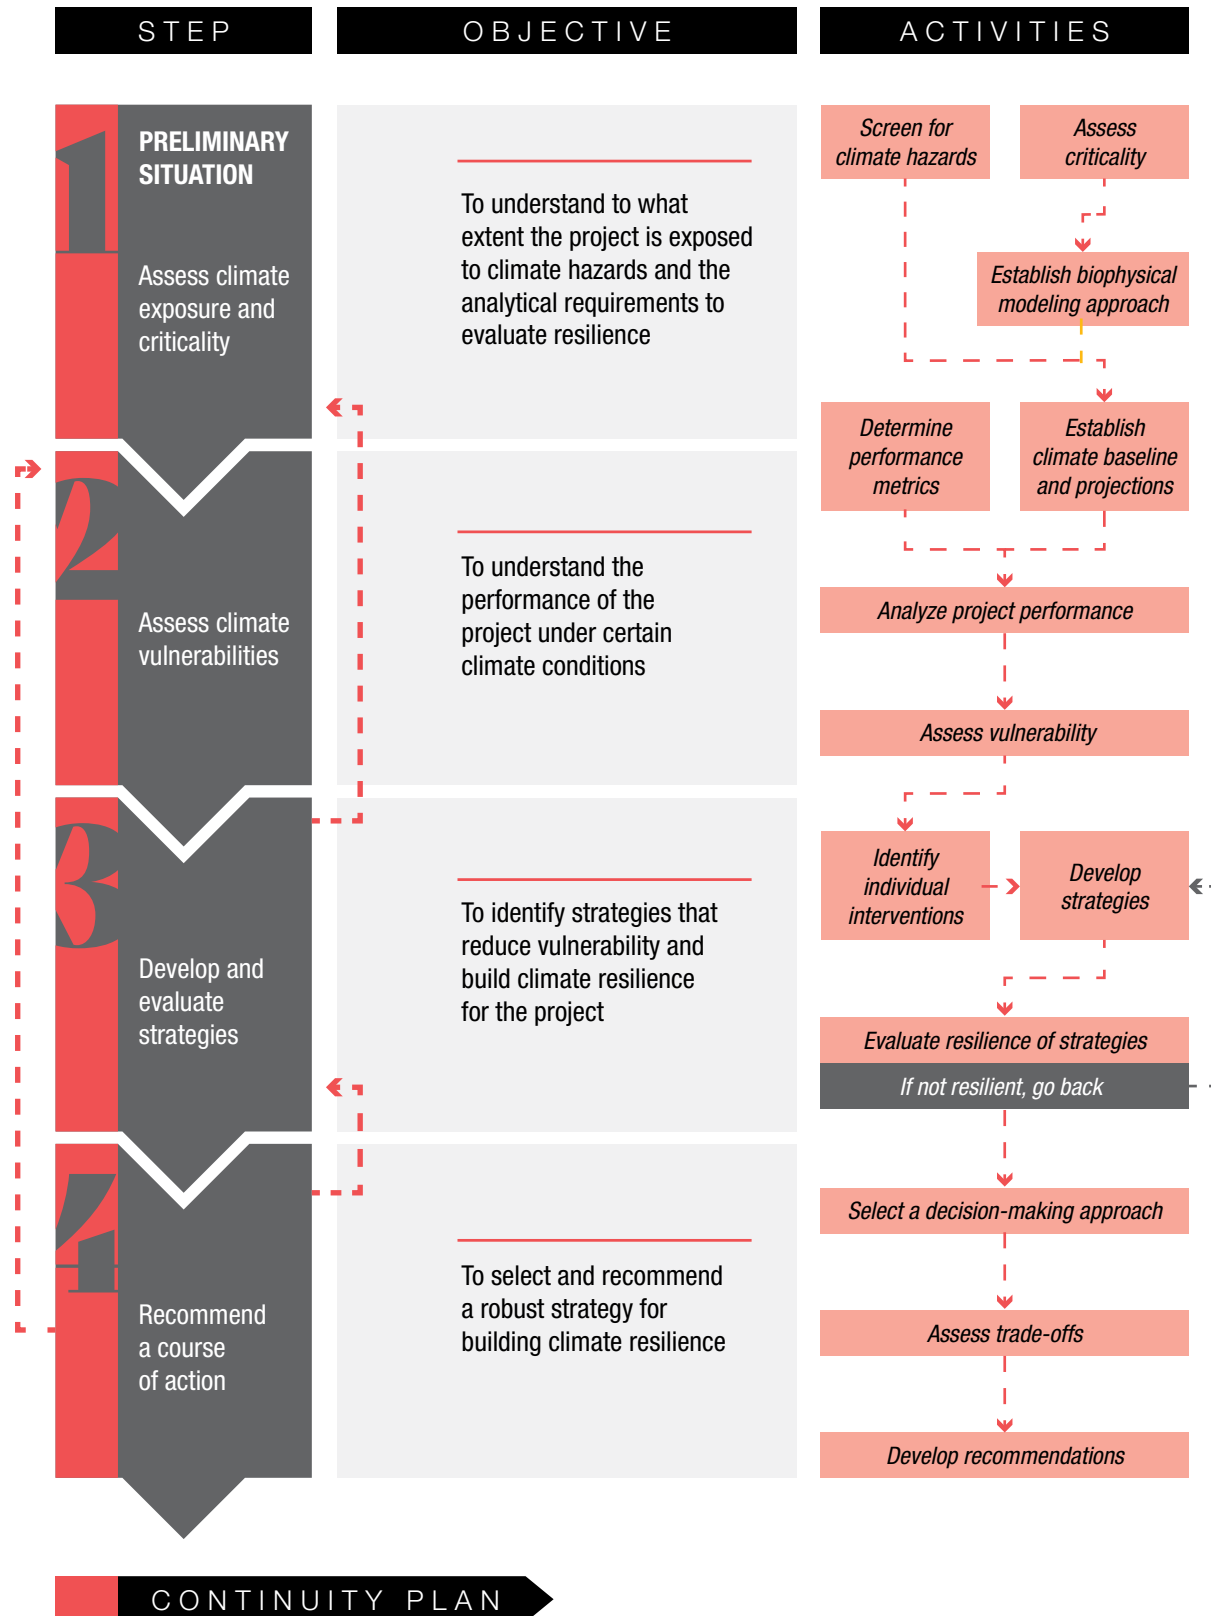 STEP
OBJECTIVE
ACTIVITIES
1
PRELIMINARY
SITUATION
Assess climate
exposure and
criticality
To understand to what
extent the project is exposed
to climate hazards and the
analytical requirements to
evaluate resilience
Screen for
climate hazards
Assess
criticality
Establish biophysical
modeling approach
Determine
performance
metrics
Establish
climate baseline
and projections
2
Assess climate
vulnerabilities
To understand the
performance of the
project under certain
climate conditions
Analyze project performance
Assess vulnerability
3
Develop and
evaluate
strategies
To identify strategies that
reduce vulnerability and
build climate resilience
for the project
Identify
individual
interventions
Develop
strategies
Evaluate resilience of strategies
If not resilient, go back
4
Recommend
a course
of action
To select and recommend
a robust strategy for
building climate resilience
Select a decision-making approach
Assess trade-offs
Develop recommendations
CONTINUITY PLAN